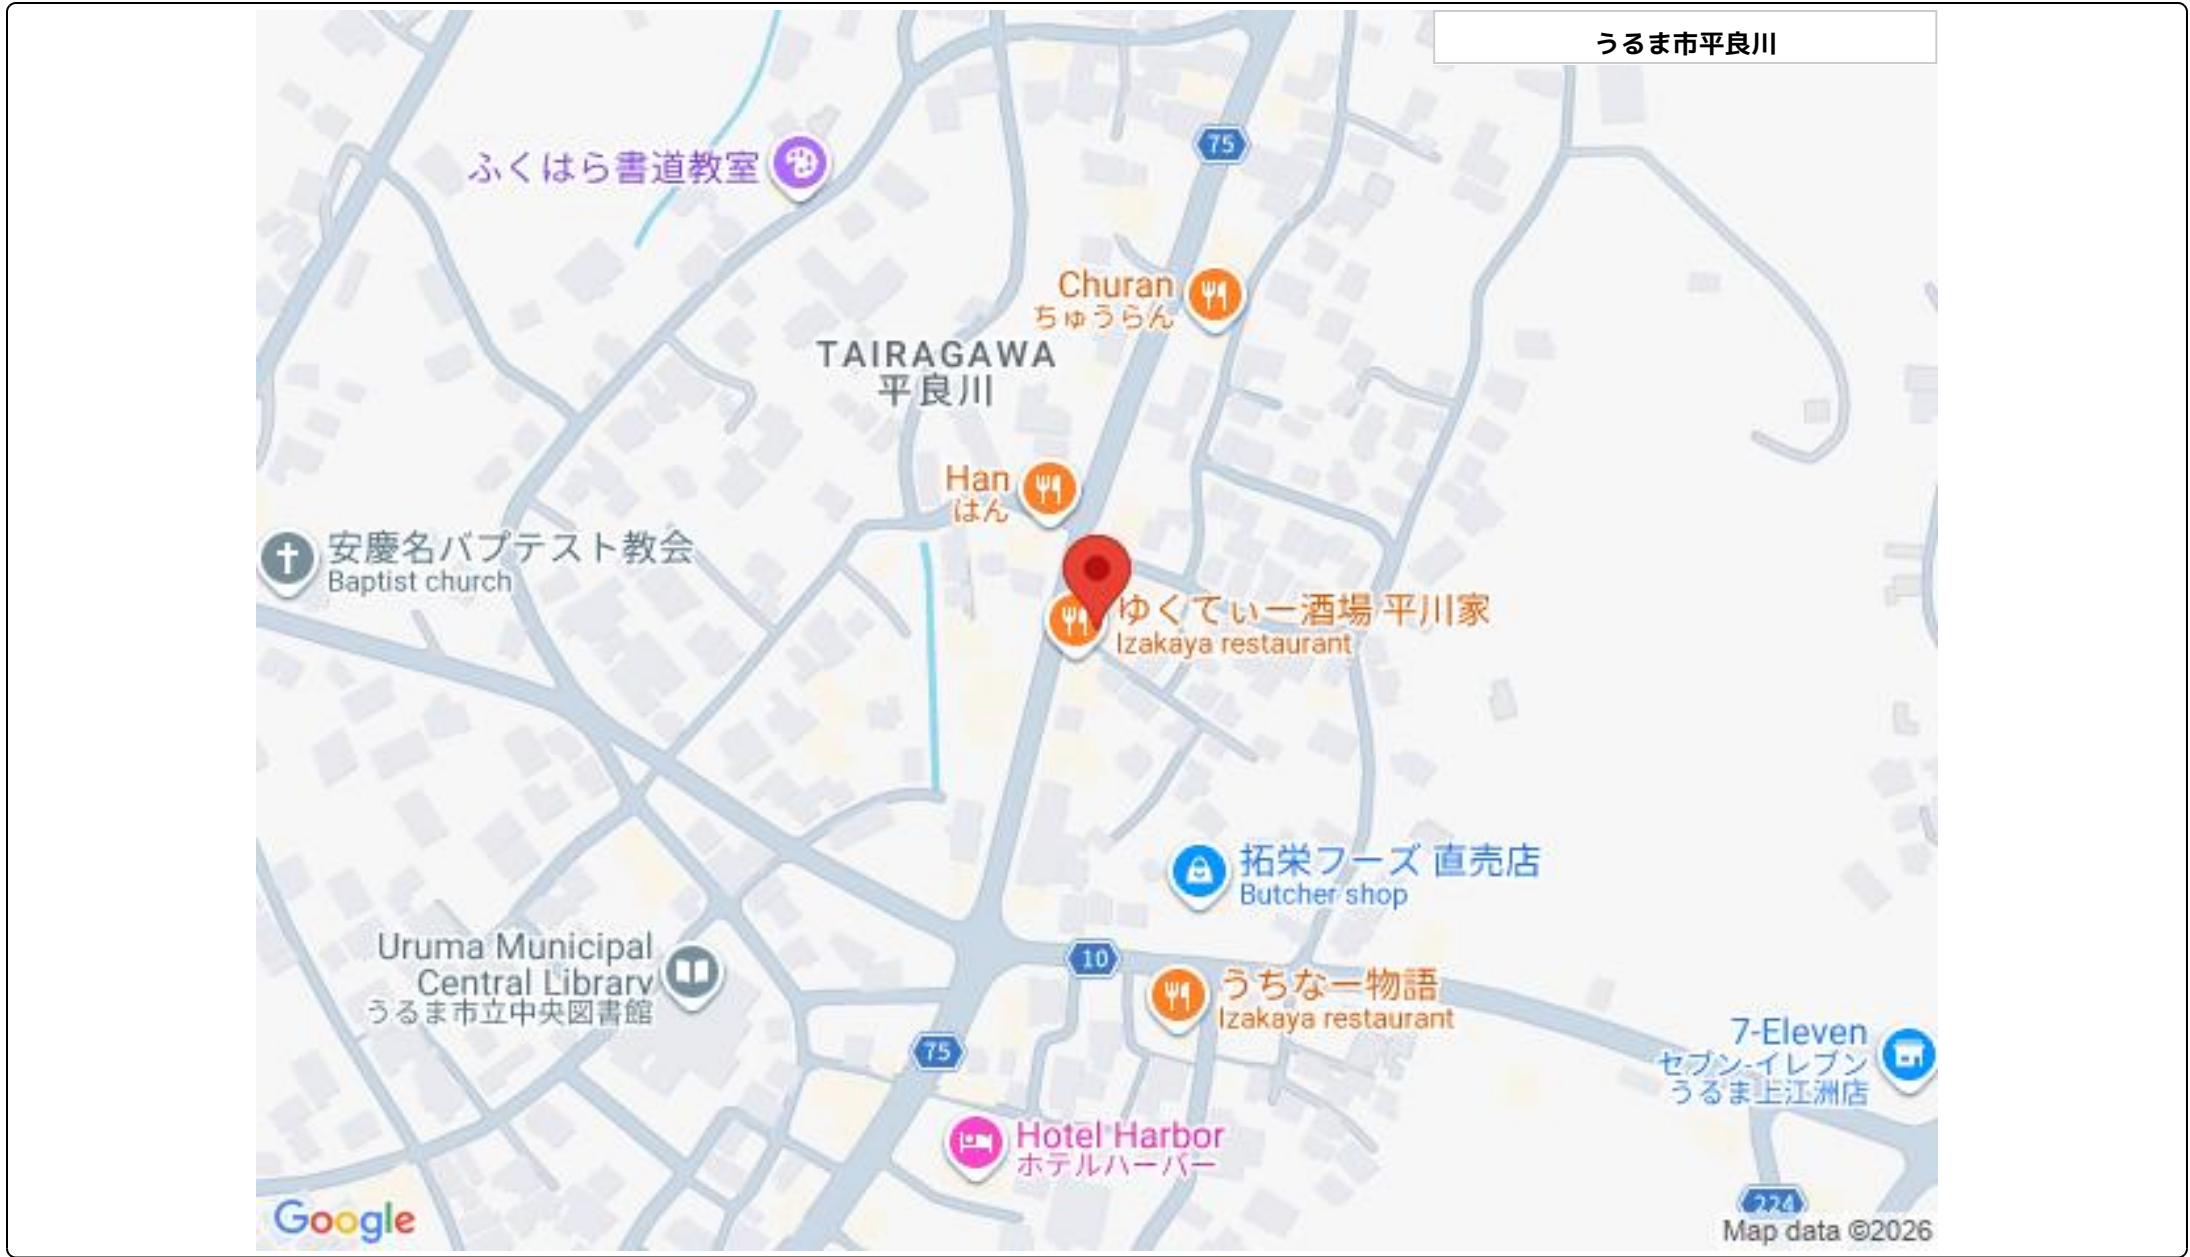 うるま市平良川
75
ふくはら書道教室
Churan
ちゅうらん
TAIRAGAWA
平良川
Han
はん
安慶名バプテスト教会
Baptist church
ゆくてぃー酒場 平川家
Izakaya restaurant
拓栄フーズ 直売店
Butcher shop
Uruma Municipal
Central Library
うるま市立中央図書館
10
うちなー物語
Izakaya restaurant
7-Eleven
セブン-イレブン
うるま上江洲店
75
Hotel Harbor
ホテルハーバー
224
Google
Map data ©2026